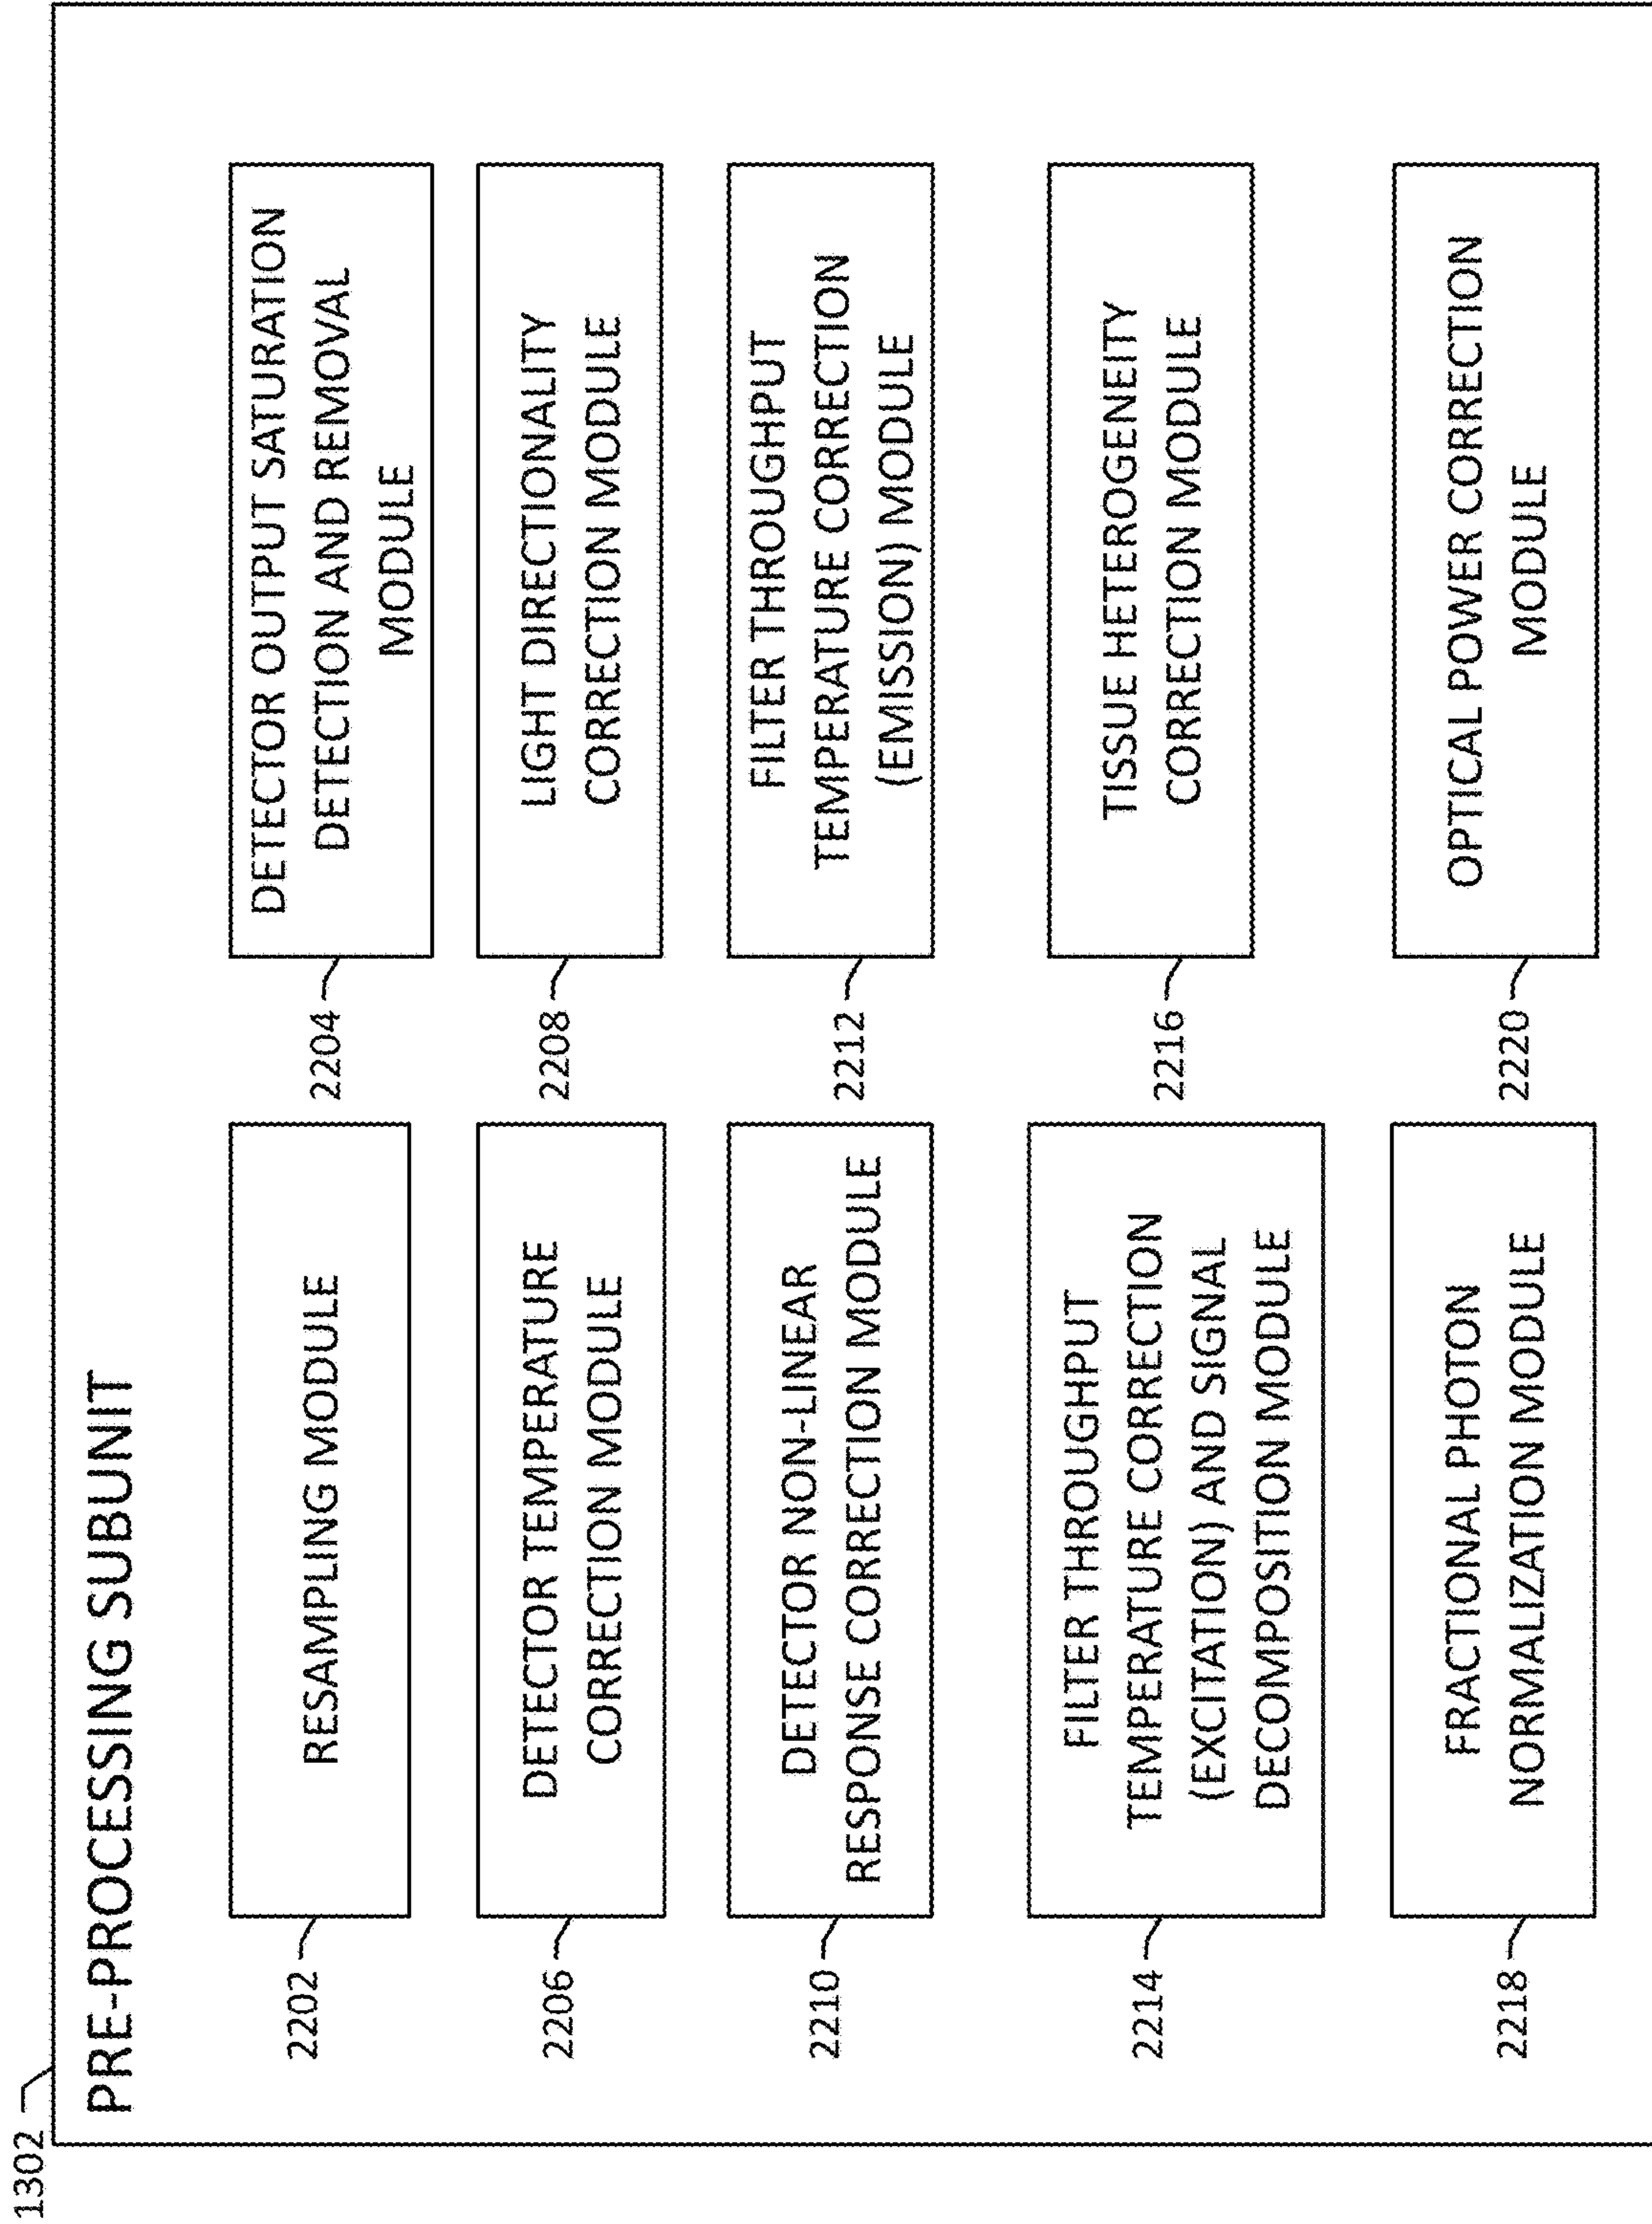 1302
PRE-PROCESSING SUBUNIT
2202
RESAMPLING MODULE
2204
DETECTOR OUTPUT SATURATION
DETECTION AND REMOVAL
MODULE
2206
DETECTOR TEMPERATURE
CORRECTION MODULE
2208
LIGHT DIRECTIONALITY
CORRECTION MODULE
2210
DETECTOR NON-LINEAR
RESPONSE CORRECTION MODULE
2212
FILTER THROUGHPUT
TEMPERATURE CORRECTION
(EMISSION) MODULE
2214
FILTER THROUGHPUT
TEMPERATURE CORRECTION
(EXCITATION) AND SIGNAL
DECOMPOSITION MODULE
2216
TISSUE HETEROGENEITY
CORRECTION MODULE
2218
FRACTIONAL PHOTON
NORMALIZATION MODULE
2220
OPTICAL POWER CORRECTION
MODULE